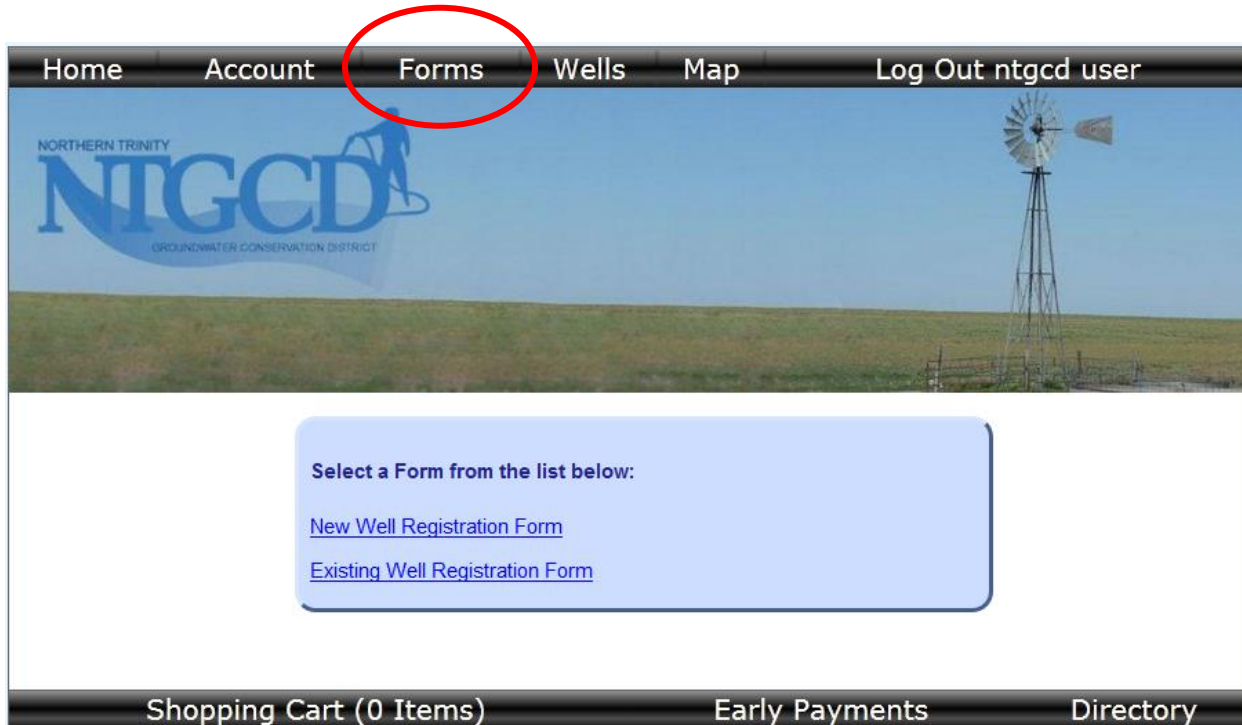 Home Account Forms Wells Map Log Out ntgcd user
NORTHERN TRINITY
NTGCD
GROUNDWATER CONSERVATION DISTRICT
Select a Form from the list below:
New Well Registration Form
Existing Well Registration Form
Shopping Cart (0 Items) Early Payments Directory